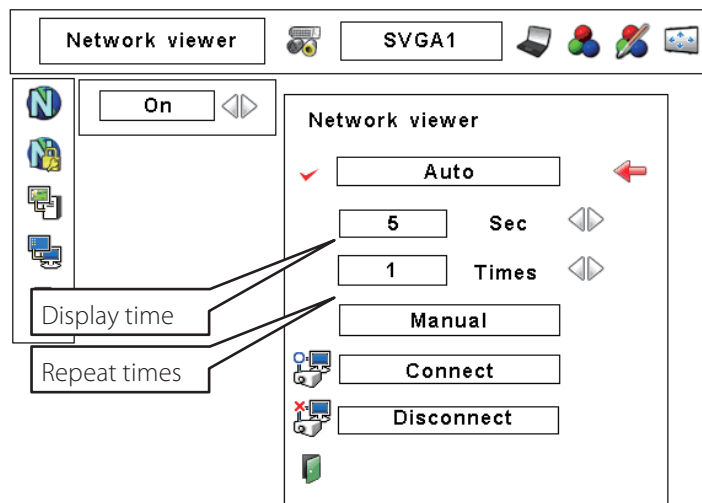 Network viewer
SVGA1
On
Network viewer
Auto
5 Sec
1 Times
Display time
Manual
Repeat times
Connect
Disconnect